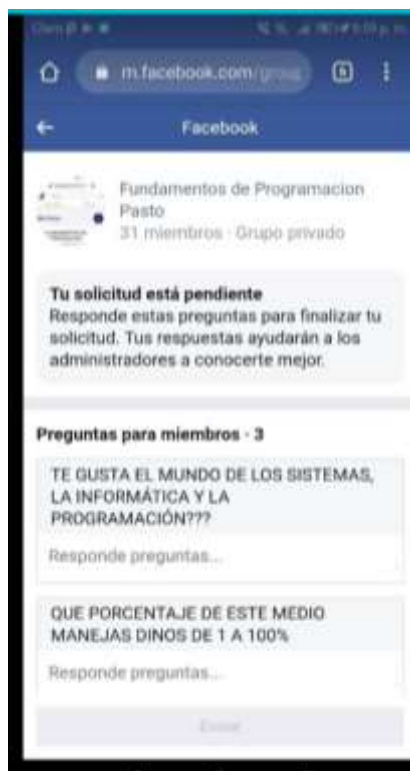 m.facebook.com/group
Facebook
Fundamentos de Programacion
Pasto
31 miembros · Grupo privado
Tu solicitud está pendiente
Responde estas preguntas para finalizar tu
solicitud. Tus respuestas ayudarán a los
administradores a conocerte mejor.
Preguntas para miembros · 3
TE GUSTA EL MUNDO DE LOS SISTEMAS,
LA INFORMÁTICA Y LA
PROGRAMACIÓN???
Responde preguntas...
QUE PORCENTAJE DE ESTE MEDIO
MANEJAS DINOS DE 1 A 100%
Responde preguntas...
Enviar